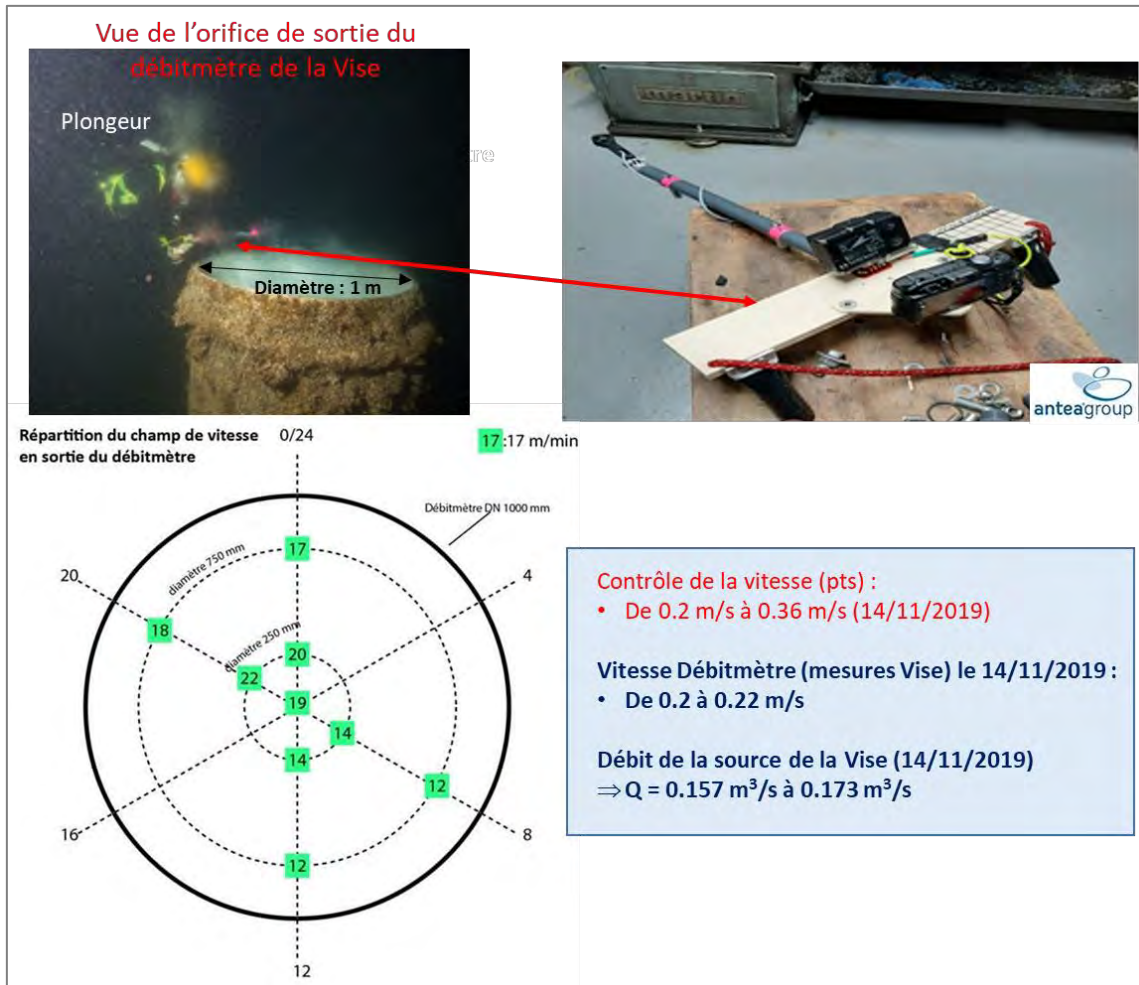 Vue de l'orifice de sortie du
débitmètre de la Vise
Plongeur
tre
Diamètre : 1 m
martin
anteagroup
Répartition du champ de vitesse
en sortie du débitmètre
0/24
17 :17 m/min
Débitmètre DN 1000 mm
diamètre 750 mm
17
20
4
18
diamètre 250 mm
20
22
19
14
14
12
16
8
12
12
Contrôle de la vitesse (pts) :
• De 0.2 m/s à 0.36 m/s (14/11/2019)
Vitesse Débitmètre (mesures Vise) le 14/11/2019 :
• De 0.2 à 0.22 m/s
Débit de la source de la Vise (14/11/2019)
⇒ Q = 0.157 m³/s à 0.173 m³/s